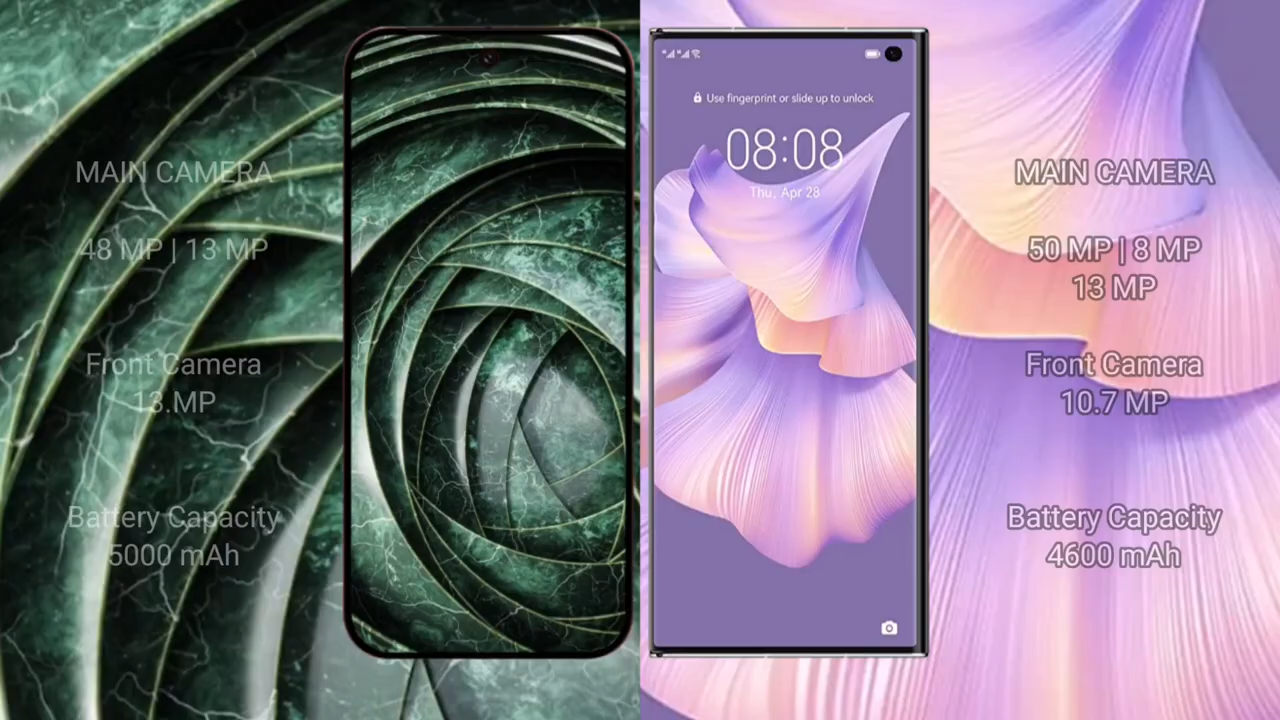 MAIN CAMERA
48 MP | 13 MP
Front Camera
13.MP
Battery Capacity
5000 mAh
Use fingerprint or slide up to unlock
08:08
Thu, Apr 28
MAIN CAMERA
50 MP | 8 MP
13 MP
Front Camera
10.7 MP
Battery Capacity
4600 mAh